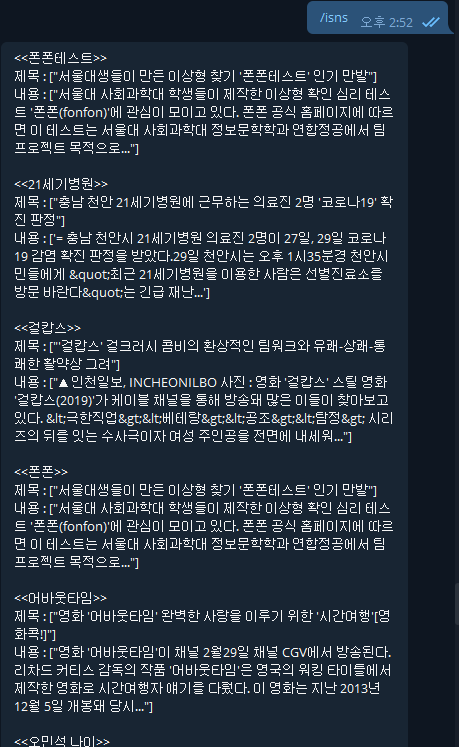 /isns 오후 2:52
<<폰폰테스트>>
제목 : ["서울대생들이 만든 이상형 찾기 '폰폰테스트' 인기 만발"]
내용 : ["서울대 사회과학대 학생들이 제작한 이상형 확인 심리 테스
트 '폰폰(fonfon)'에 관심이 모이고 있다. 폰폰 공식 홈페이지에 따르
면 이 테스트는 서울대 사회과학대 정보문학학과 연합정공에서 팀
프로젝트 목적으로..."]
<<21세기병원>>
제목 : ["충남 천안 21세기병원에 근무하는 의료진 2명 '코로나19' 확
진 판정"]
내용 : ['= 충남 천안시 21세기병원 의료진 2명이 27일, 29일 코로나
19 감염 확진 판정을 받았다.29일 천안시는 오후 1시35분경 천안시
민들에게 &quot;최근 21세기병원을 이용한 사람은 선별진료소를
방문 바란다&quot;는 긴급 재난...']
<<걸캅스>>
제목 : ["'걸캅스' 걸크러시 콤비의 환상적인 팀워크와 유쾌-상쾌-통
쾌한 활약상 그려"]
내용 : ["▲인천일보, INCHEONILBO 사진 : 영화 '걸캅스' 스틸 영화
'걸캅스(2019)'가 케이블 채널을 통해 방송돼 많은 이들이 찾아보고
있다. &lt;극한직업&gt;&lt;베테랑&gt;&lt;공조&gt;&lt;탐정&gt; 시리
즈의 뒤를 잇는 수사극이자 여성 주인공을 전면에 내세워..."]
<<폰폰>>
제목 : ["서울대생들이 만든 이상형 찾기 '폰폰테스트' 인기 만발"]
내용 : ["서울대 사회과학대 학생들이 제작한 이상형 확인 심리 테스
트 '폰폰(fonfon)'에 관심이 모이고 있다. 폰폰 공식 홈페이지에 따르
면 이 테스트는 서울대 사회과학대 정보문학학과 연합정공에서 팀
프로젝트 목적으로..."]
<<어바웃타임>>
제목 : ["영화 '어바웃타임' 완벽한 사랑을 이루기 위한 '시간여행'[영
화콕!]"]
내용 : ["영화 '어바웃타임'이 채널 2월29일 채널 CGV에서 방송된다.
리차드 커티스 감독의 작품 '어바웃타임'은 영국의 워킹 타이틀에서
제작한 영화로 시간여행자 얘기를 다뤘다. 이 영화는 지난 2013년
12월 5일 개봉돼 당시..."]
<<오민석 나이>>